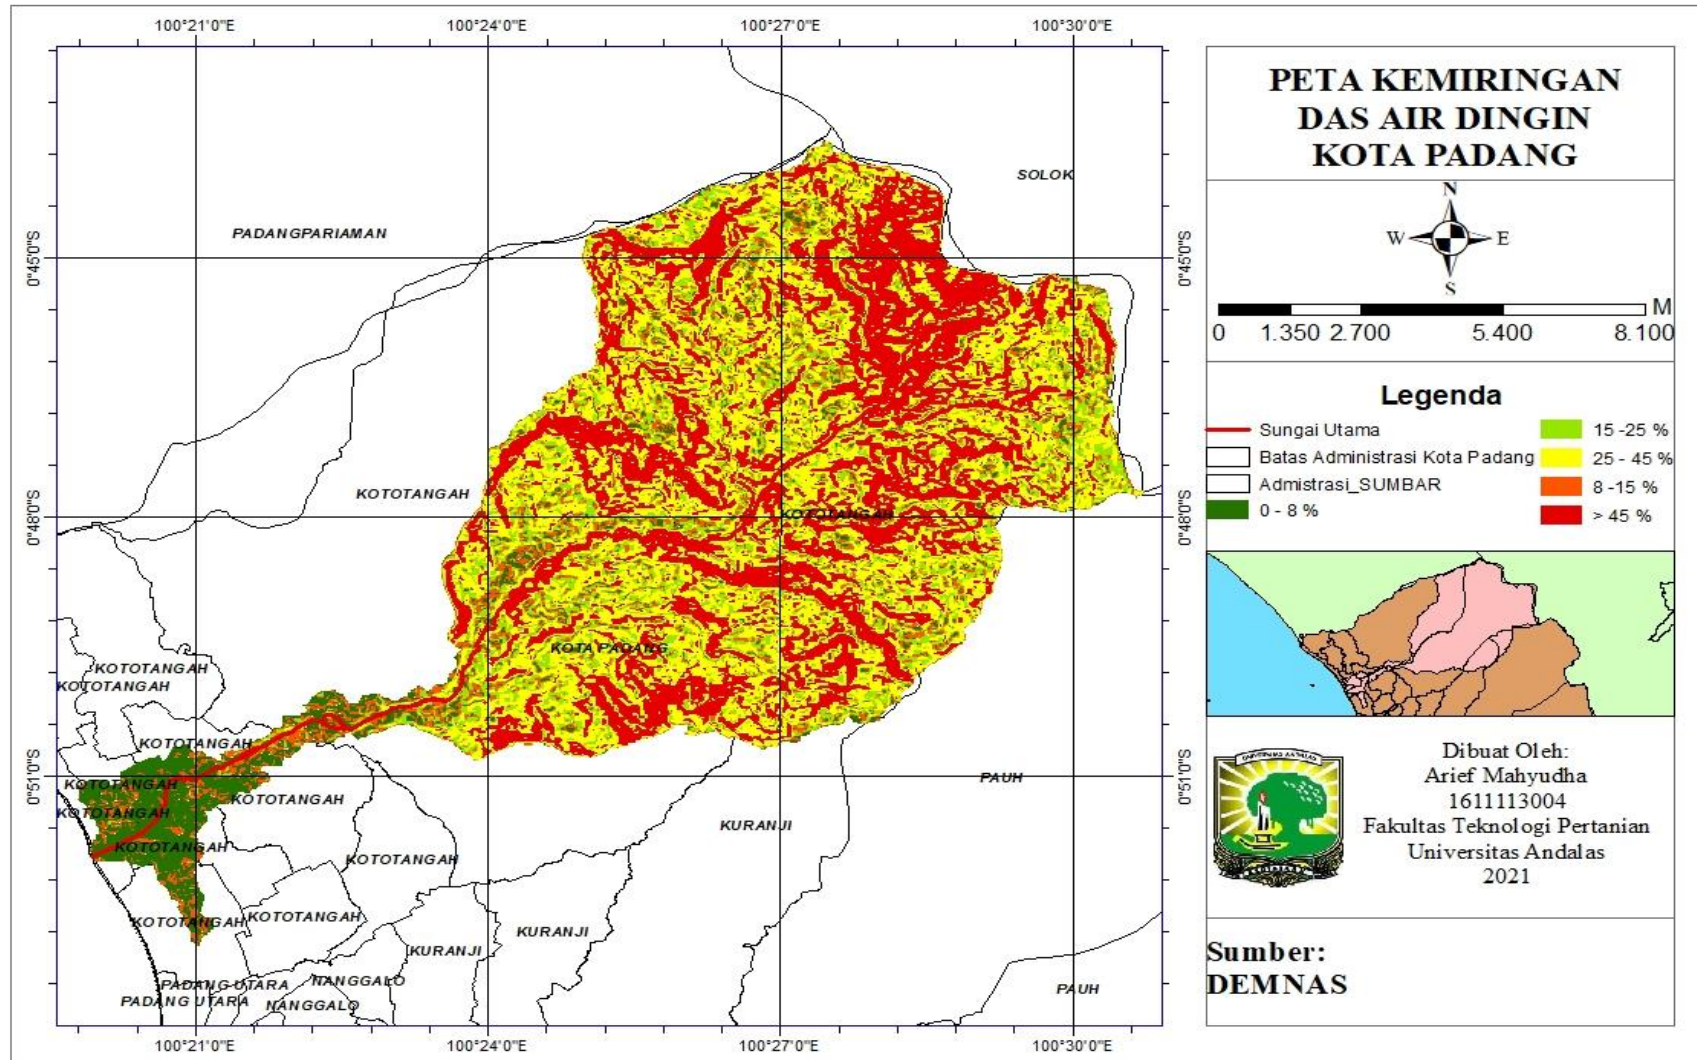 100°21'0"E
100°24'0"E
100°27'0"E
100°30'0"E
0°45'0"S
0°48'0"S
0°51'0"S
SOLOK
PADANGPARIAMAN
KOTOTANGAH
KOTOTANGAH
KOTA PADANG
KOTOTANGAH
KOTOTANGAH
KOTOTANGAH
KOTOTANGAH
KOTOTANGAH
KOTOTANGAH
KOTOTANGAH
KOTOTANGAH
KOTOTANGAH
KOTOTANGAH
PAUH
KURANJI
KURANJI
KURANJI
NANGGALO
NANGGALO
PADANG UTARA
PADANG UTARA
PAUH
0°45'0"S
0°48'0"S
0°51'0"S
100°21'0"E
100°24'0"E
100°27'0"E
100°30'0"E
PETA KEMIRINGAN
DAS AIR DINGIN
KOTA PADANG
N
W E
S
M
0 1.350 2.700 5.400 8.100
Legenda
Sungai Utama
Batas Administrasi Kota Padang
Admistrasi_SUMBAR
0 - 8 %
15 -25 %
25 - 45 %
8 -15 %
> 45 %
UNIVERSITAS ANDALAS
Dibuat Oleh:
Arief Mahyudha
1611113004
Fakultas Teknologi Pertanian
Universitas Andalas
2021
Sumber:
DEMNAS